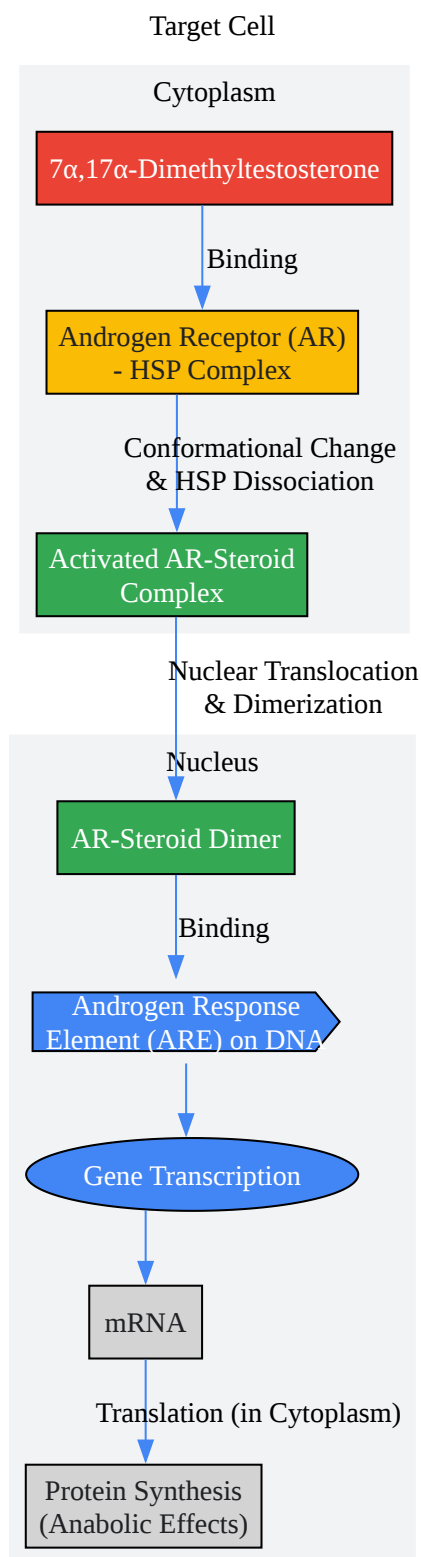 Target Cell
Cytoplasm
7α,17α-Dimethyltestosterone
Binding
Androgen Receptor (AR)
- HSP Complex
Conformational Change
& HSP Dissociation
Activated AR-Steroid
Complex
Nuclear Translocation
& Dimerization
Nucleus
AR-Steroid Dimer
Binding
Androgen Response
Element (ARE) on DNA
Gene Transcription
mRNA
Translation (in Cytoplasm)
Protein Synthesis
(Anabolic Effects)